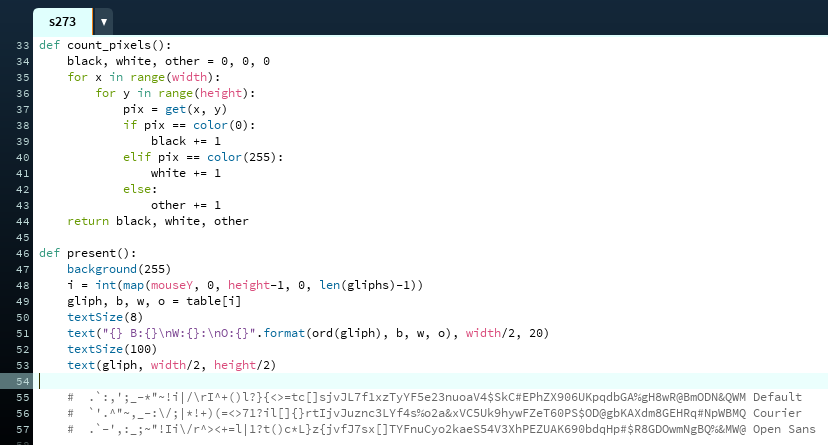 s273 ▼
33 def count_pixels():
34     black, white, other = 0, 0, 0
35     for x in range(width):
36         for y in range(height):
37             pix = get(x, y)
38             if pix == color(0):
39                 black += 1
40             elif pix == color(255):
41                 white += 1
42             else:
43                 other += 1
44     return black, white, other
45
46 def present():
47     background(255)
48     i = int(map(mouseY, 0, height-1, 0, len(gliphs)-1))
49     gliph, b, w, o = table[i]
50     textSize(8)
51     text("{} B:{}\nW:{}:\nO:{}".format(ord(gliph), b, w, o), width/2, 20)
52     textSize(100)
53     text(gliph, width/2, height/2)
54
55     #  .`:,';_-*"~!i|/\rI^+()l?}{<>=tc[]sjvJL7f1xzTyYF5e23nuoaV4$SkC#EPhZX906UKpqdbGA%gH8wR@BmODN&QWM Default
56     #  `'.^"~,_-:\/;|*!+)(=<>71?il[]{}rtIjvJuznc3LYf4s%o2a&xVC5Uk9hywFZeT60PS$OD@gbKAXdm8GEHRq#NpWBMQ Courier
57     #  .`-',:_;~"!Ii\/r^><+=l|1?t()c*L}z{jvfJ7sx[]TYFnuCyo2kaeS54V3XhPEZUAK690bdqHp#$R8GDOwmNgBQ%&MW@ Open Sans